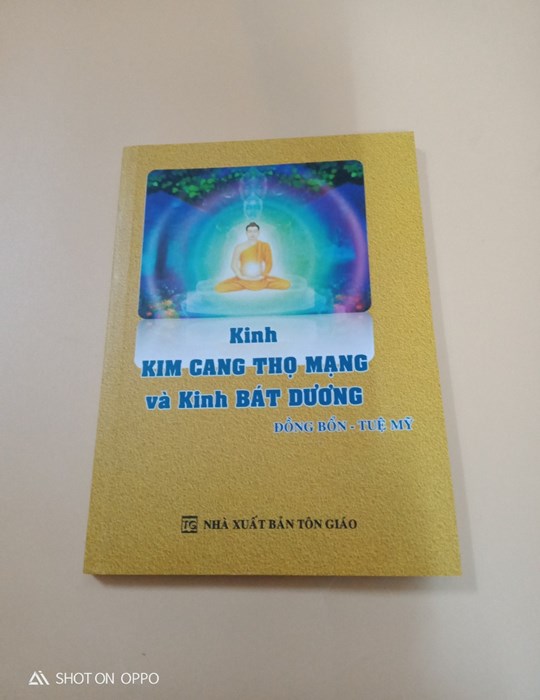 Kinh
KIM CANG THỌ MẠNG
và Kinh BÁT DƯƠNG
ĐỒNG BỔN - TUỆ MỸ
TG NHÀ XUẤT BẢN TÔN GIÁO
SHOT ON OPPO